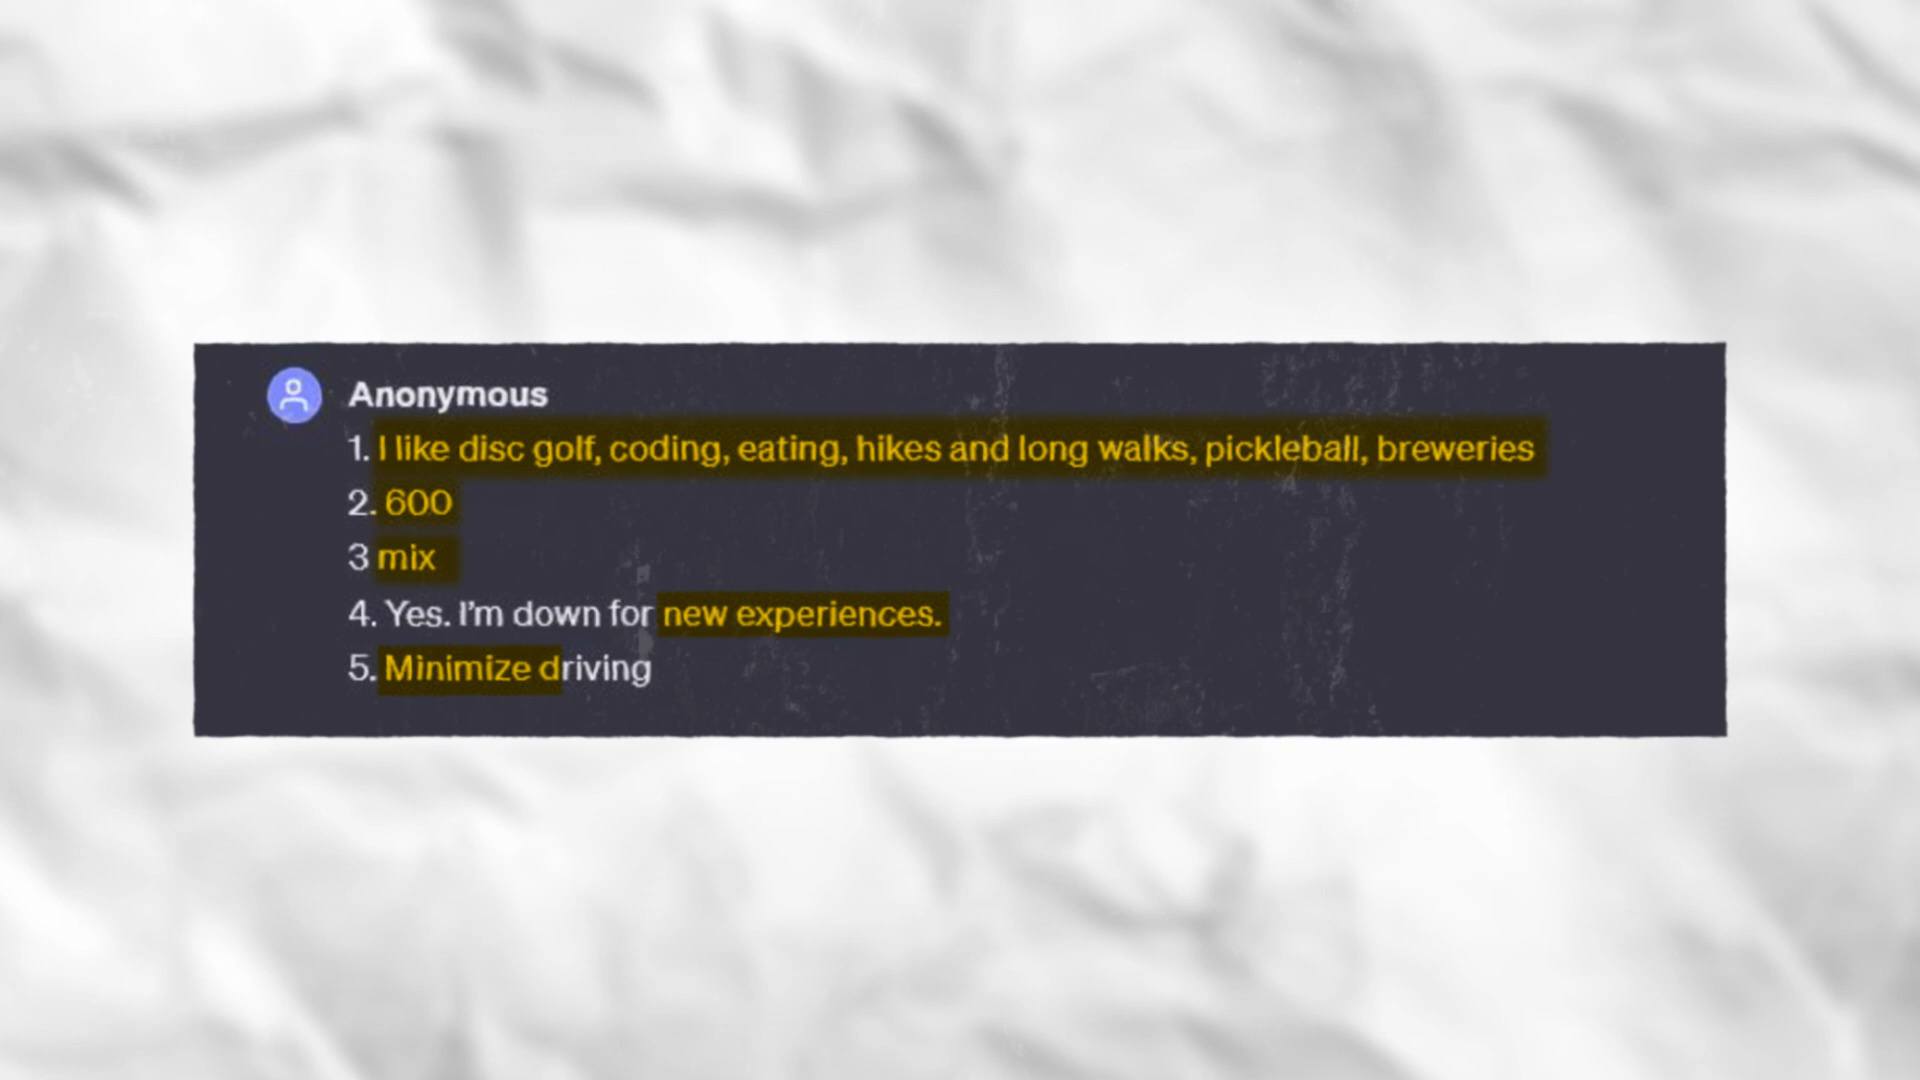 Anonymous
1. I like disc golf, coding, eating, hikes and long walks, pickleball, breweries
2. 600
3 mix
4. Yes. I'm down for new experiences.
5. Minimize driving